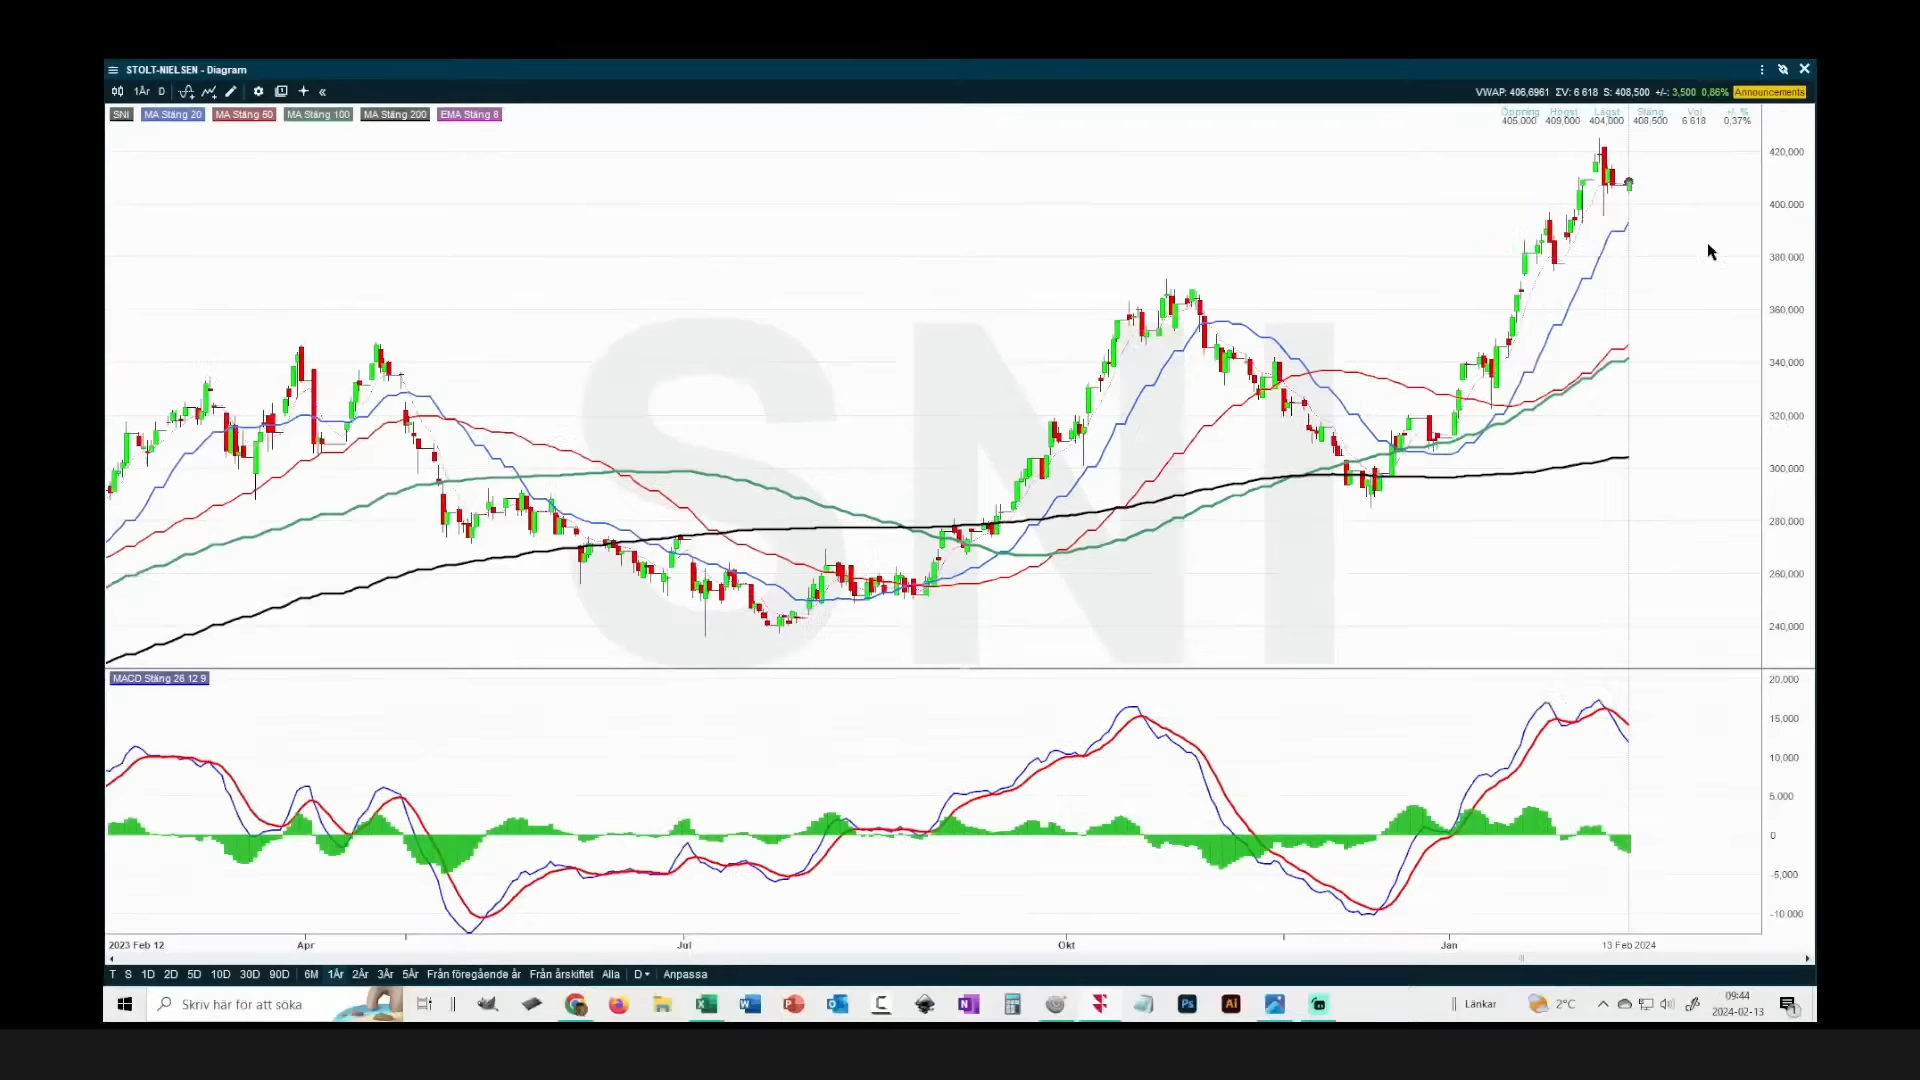 STOLT-NIELSEN - Diagram
1År D
VWAP: 406,6961 ΣV: 6 618 S: 408,500 +/-: 3,500 0,86% Announcements
SNI MA Stäng 20 MA Stäng 50 MA Stäng 100 MA Stäng 200 EMA Stäng 8
Öppning Högst Lägst Stäng Vol +/- %
405,000 409,000 404,000 408,500 6 618 0,37%
420,000
400,000
380,000
360,000
340,000
320,000
300,000
280,000
260,000
240,000
SNI
MACD Stäng 26 12 9
20,000
15,000
10,000
5,000
0
-5,000
-10,000
2023 Feb 12 Apr Jul Okt Jan 13 Feb 2024
T S 1D 2D 5D 10D 30D 90D 6M 1År 2År 3År 5År Från föregående år Från årskiftet Alla D Anpassa
Skriv här för att söka
Länkar
2°C
09:44
2024-02-13